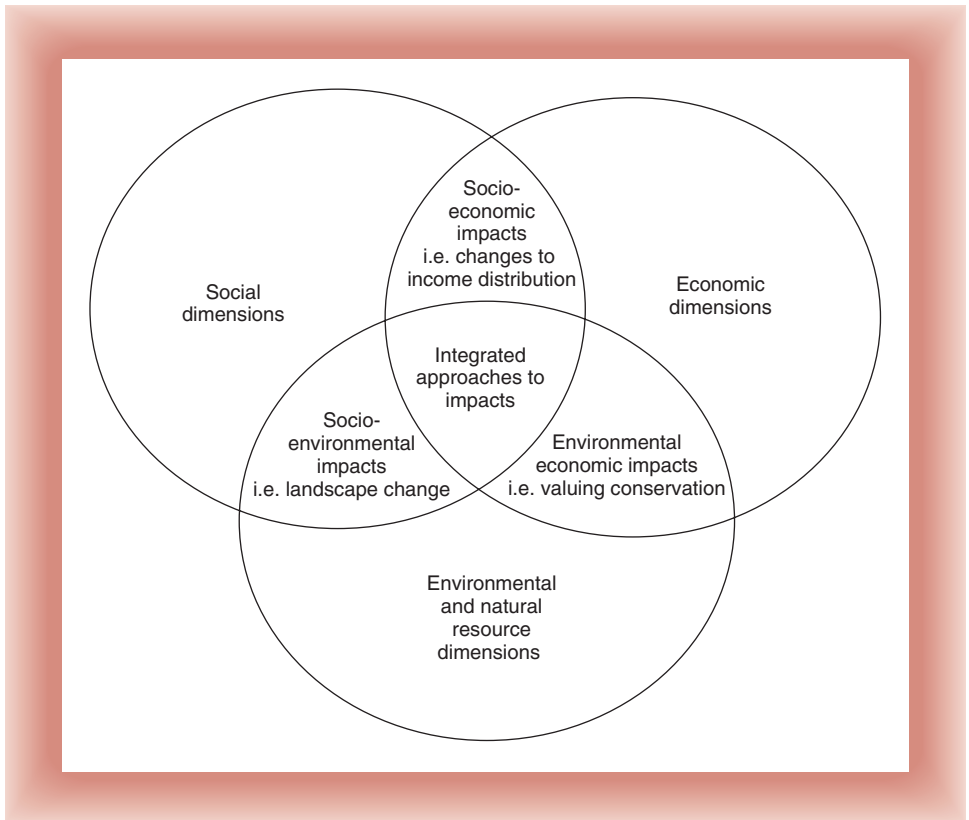 Socio-
economic
impacts
i.e. changes to
income distribution
Social
dimensions
Economic
dimensions
Integrated
approaches to
impacts
Socio-
environmental
impacts
i.e. landscape change
Environmental
economic impacts
i.e. valuing conservation
Environmental
and natural
resource
dimensions